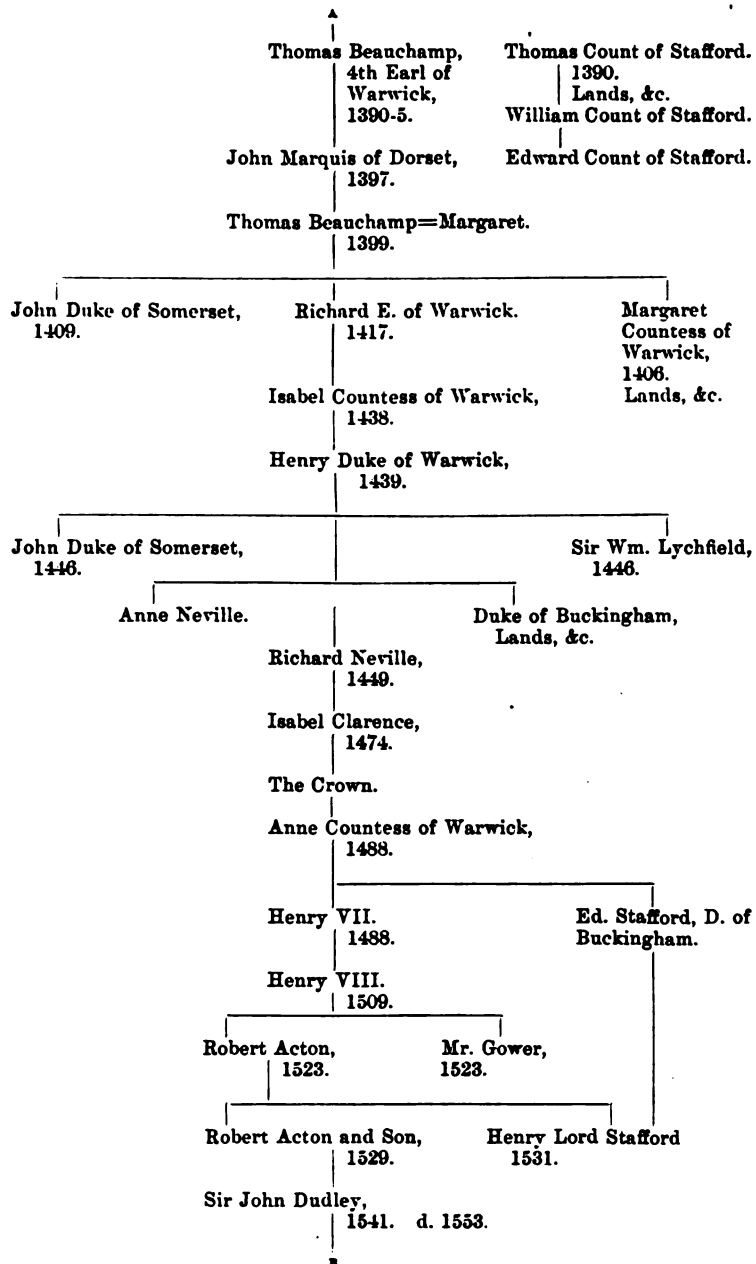 A
Thomas Beauchamp,
4th Earl of
Warwick,
1390-5.
Thomas Count of Stafford.
1390.
Lands, &c.
William Count of Stafford.
Edward Count of Stafford.
John Marquis of Dorset,
1397.
Thomas Beauchamp=Margaret.
1399.
John Duke of Somerset,
1409.
Richard E. of Warwick.
1417.
Margaret
Countess of
Warwick,
1406.
Lands, &c.
Isabel Countess of Warwick,
1438.
Henry Duke of Warwick,
1439.
John Duke of Somerset,
1446.
Sir Wm. Lychfield,
1446.
Anne Neville.
Duke of Buckingham,
Lands, &c.
Richard Neville,
1449.
Isabel Clarence,
1474.
The Crown.
Anne Countess of Warwick,
1488.
Henry VII.
1488.
Ed. Stafford, D. of
Buckingham.
Henry VIII.
1509.
Robert Acton,
1523.
Mr. Gower,
1523.
Robert Acton and Son,
1529.
Henry Lord Stafford
1531.
Sir John Dudley,
1541. d. 1553.